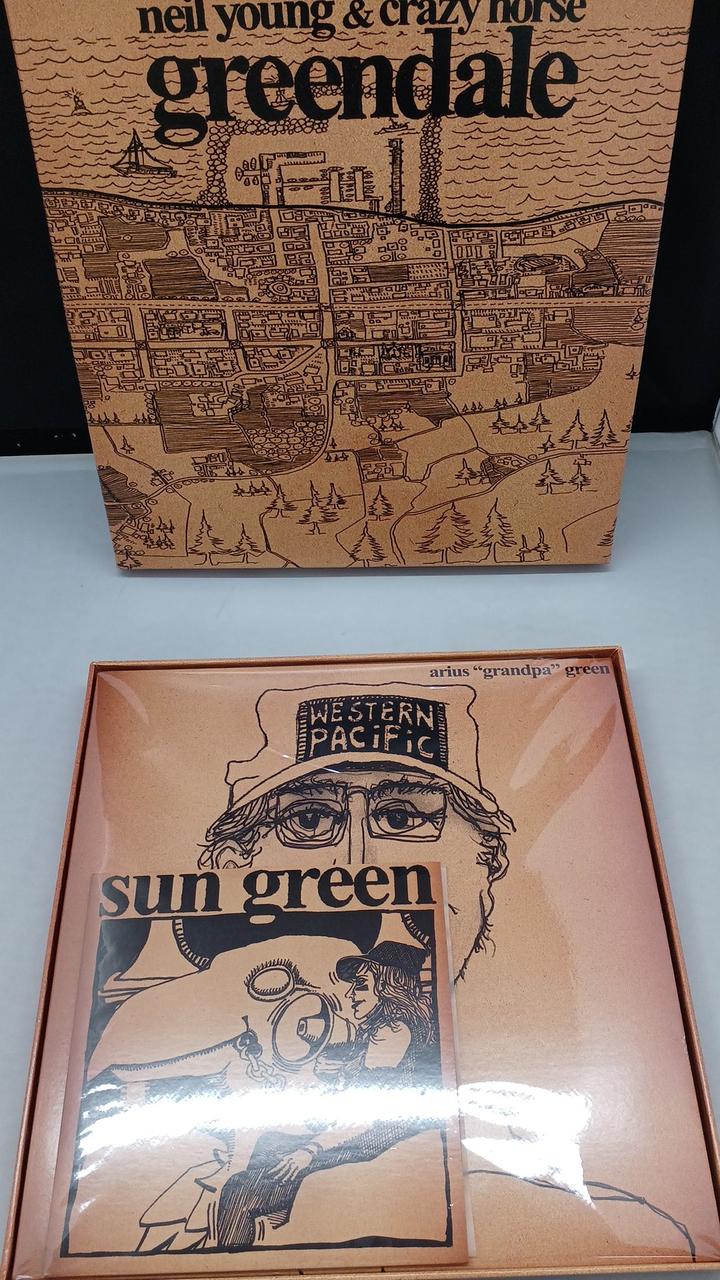 neil young & crazy horse
greendale
arius “grandpa” green
WESTERN
PACiFiC
sun green